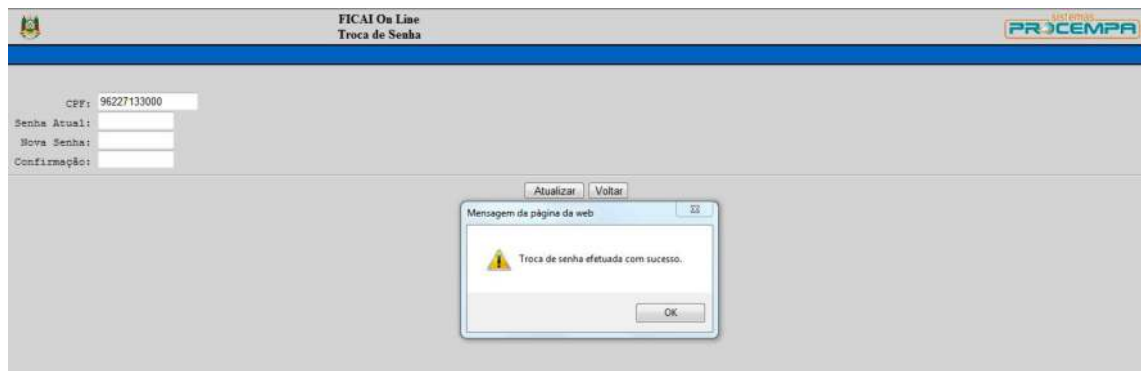 FICAI On Line
Troca de Senha
sistemas
PROCEMPA
CPF: 96227133000
Senha Atual:
Nova Senha:
Confirmação:
Atualizar Voltar
Mensagem da página da web
Troca de senha efetuada com sucesso.
OK